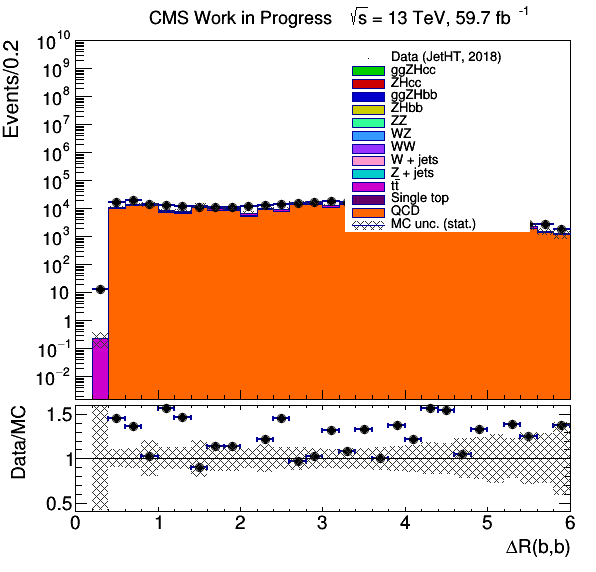 CMS Work in Progress √s = 13 TeV, 59.7 fb⁻¹
Events/0.2
10¹⁰
10⁹
10⁸
10⁷
10⁶
10⁵
10⁴
10³
10²
10
1
10⁻¹
10⁻²
Data (JetHT, 2018)
ggZHcc
ZHcc
ggZHbb
ZHbb
ZZ
WZ
WW
W + jets
Z + jets
tt̄
Single top
QCD
MC unc. (stat.)
Data/MC
1.5
1
0.5
0 1 2 3 4 5 6
ΔR(b,b)